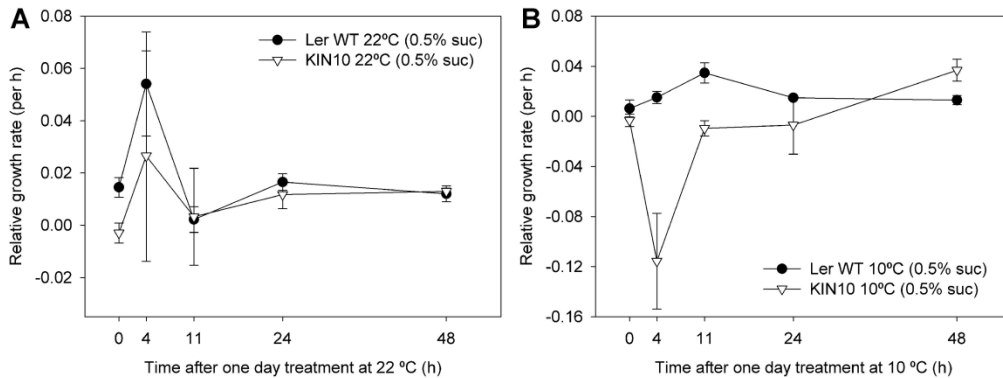 A
Relative growth rate (per h)
0.08
0.06
0.04
0.02
0.00
-0.02
Ler WT 22ºC (0.5% suc)
KIN10 22ºC (0.5% suc)
0 4 11 24 48
Time after one day treatment at 22 ºC (h)
B
Relative growth rate (per h)
0.08
0.04
0.00
-0.04
-0.08
-0.12
-0.16
Ler WT 10ºC (0.5% suc)
KIN10 10ºC (0.5% suc)
0 4 11 24 48
Time after one day treatment at 10 ºC (h)